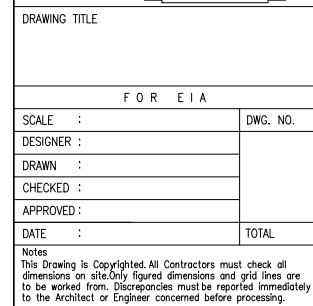 DRAWING TITLE
FOR EIA
SCALE : DWG. NO.
DESIGNER :
DRAWN :
CHECKED :
APPROVED :
DATE : TOTAL
Notes
This Drawing is Copyrighted. All Contractors must check all
dimensions on site.Only figured dimensions and grid lines are
to be worked from. Discrepancies must be reported immediately
to the Architect or Engineer concerned before processing.